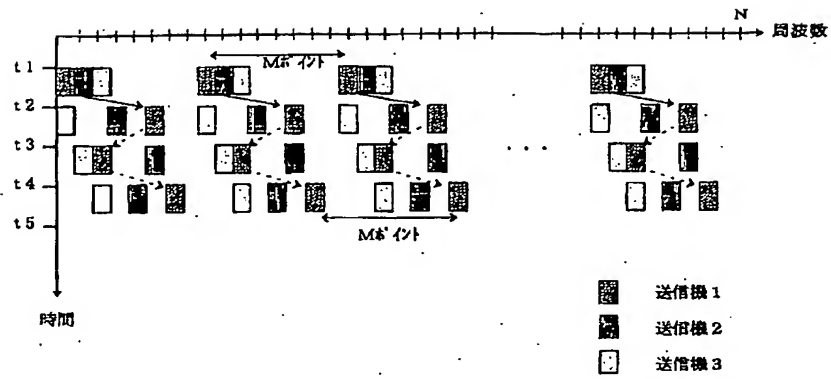 N
周波数
Mポイント
t1
t2
t3
・・・
t4
t5
Mポイント
時間
送信機1
送信機2
送信機3